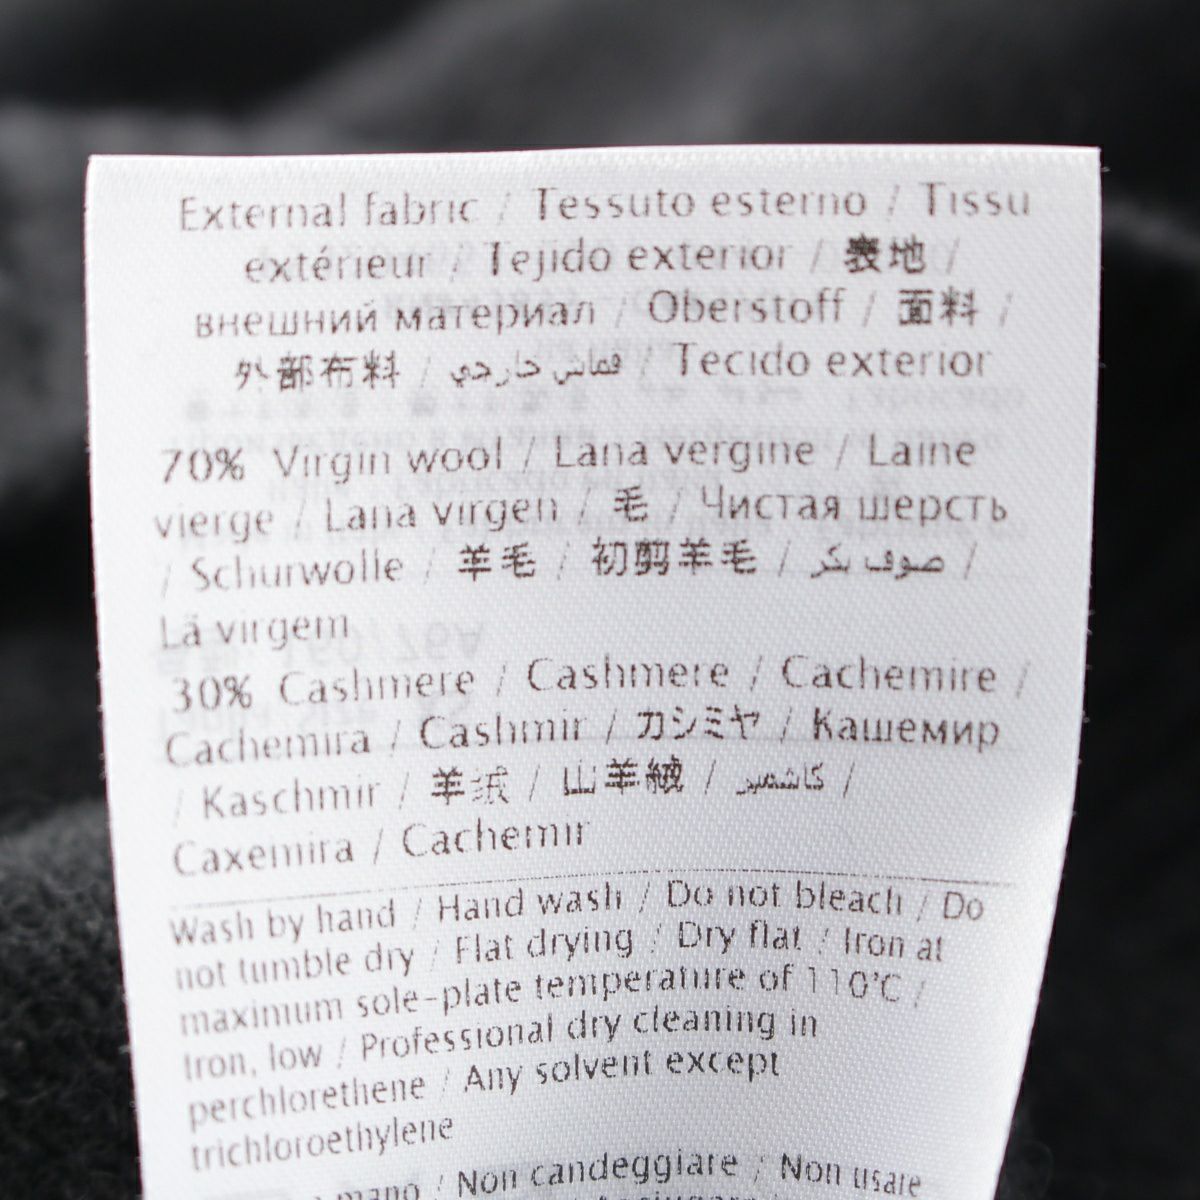 External fabric / Tessuto esterno / Tissu
extérieur / Tejido exterior / 表地 /
внешний материал / Oberstoff / 面料 /
外部布料 / قماش خارجي / Tecido exterior
70% Virgin wool / Lana vergine / Laine
vierge / Lana virgen / 毛 / Чистая шерсть
/ Schurwolle / 羊毛 / 初剪羊毛 / صوف بكر /
Lã virgem
30% Cashmere / Cashmere / Cachemire /
Cachemira / Cashmir / カシミヤ / Кашемир
/ Kaschmir / 羊绒 / 山羊絨 / كاشمير /
Caxemira / Cachemir
Wash by hand / Hand wash / Do not bleach / Do
not tumble dry / Flat drying / Dry flat / Iron at
maximum sole-plate temperature of 110°C /
Iron, low / Professional dry cleaning in
perchlorethene / Any solvent except
trichloroethylene
mano / Non candeggiare / Non usare